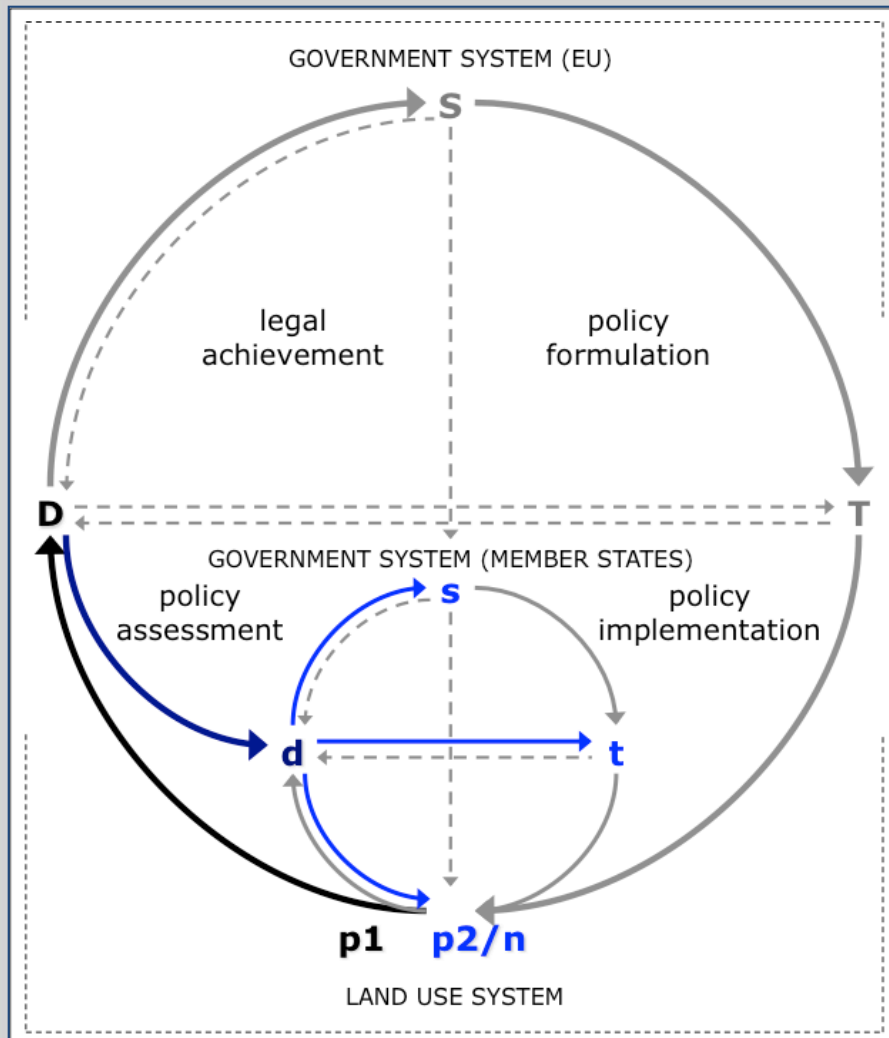 GOVERNMENT SYSTEM (EU)
S
legal
achievement
policy
formulation
D
T
GOVERNMENT SYSTEM (MEMBER STATES)
policy
assessment
s
policy
implementation
d
t
p1
p2/n
LAND USE SYSTEM